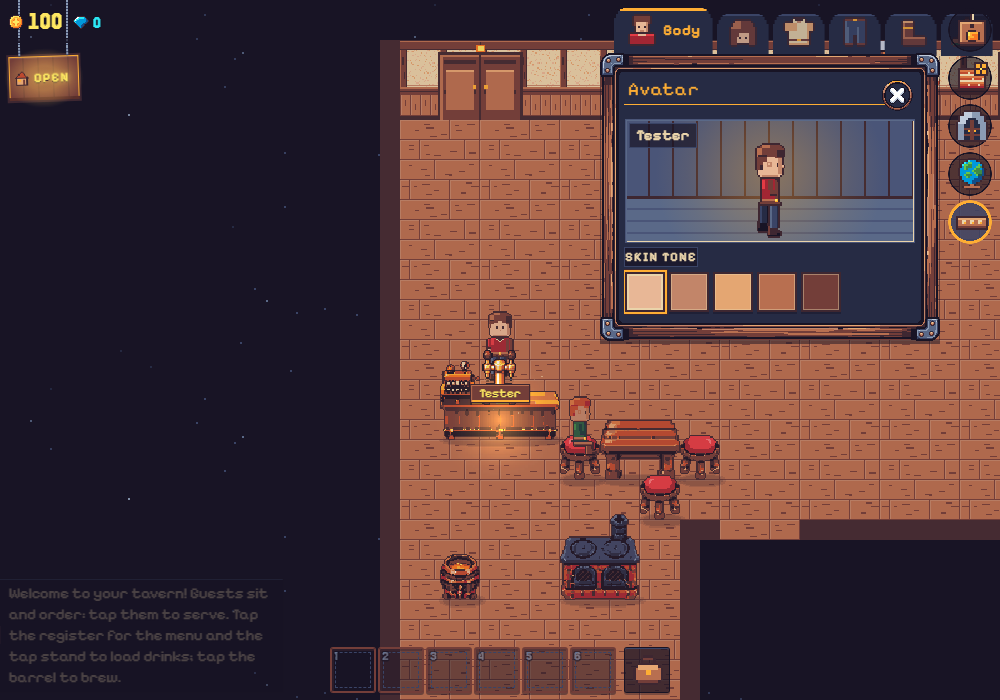 100
0
OPEN
Body
Avatar
Tester
SKIN TONE
Tester
Welcome to your tavern! Guests sit
and order; tap them to serve. Tap
the register for the menu and the
tap stand to load drinks; tap the
barrel to brew.
1
2
3
4
5
6